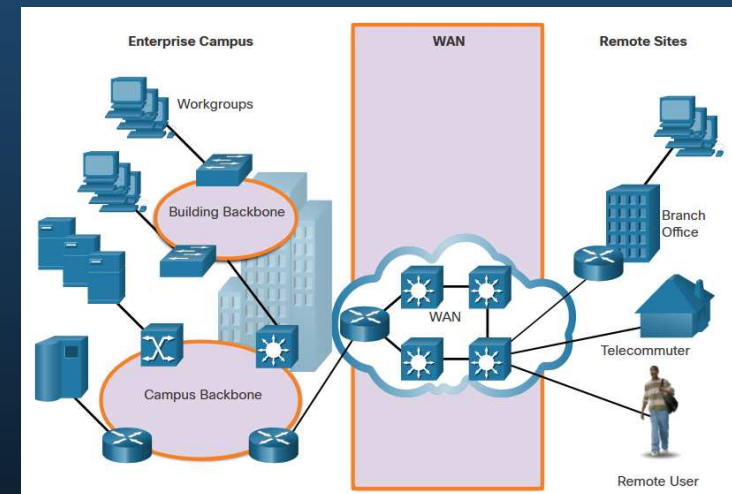 Enterprise Campus
WAN
Remote Sites
Workgroups
Building Backbone
Branch
Office
WAN
Telecommuter
Campus Backbone
Remote User